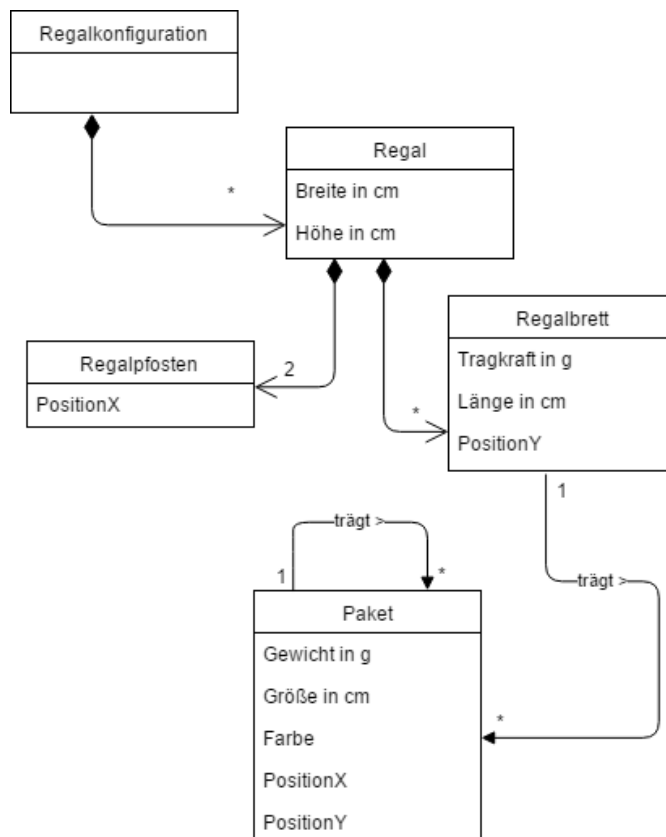 Regalkonfiguration
Regal
Breite in cm
*
Höhe in cm
Regalbrett
Regalpfosten
2
Tragkraft in g
PositionX
Länge in cm
*
PositionY
1
trägt >
1
*
trägt >
Paket
Gewicht in g
Größe in cm
*
Farbe
PositionX
PositionY